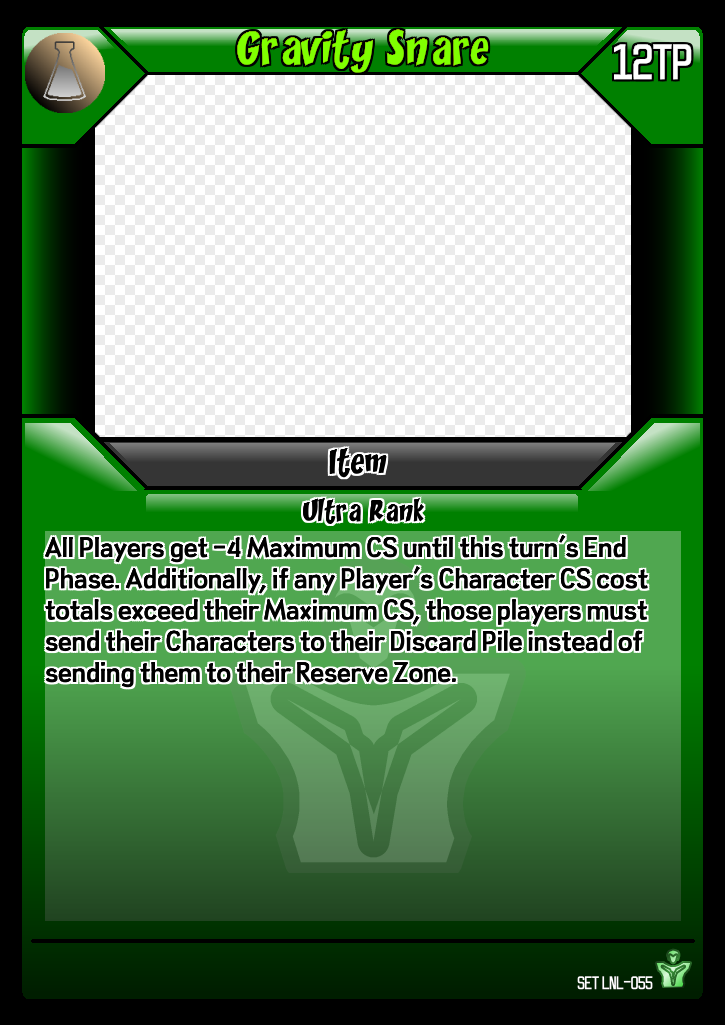 Gravity Snare
12TP
Item
Ultra Rank
All Players get -4 Maximum CS until this turn's End
Phase. Additionally, if any Player's Character CS cost
totals exceed their Maximum CS, those players must
send their Characters to their Discard Pile instead of
sending them to their Reserve Zone.
SET LNL-055